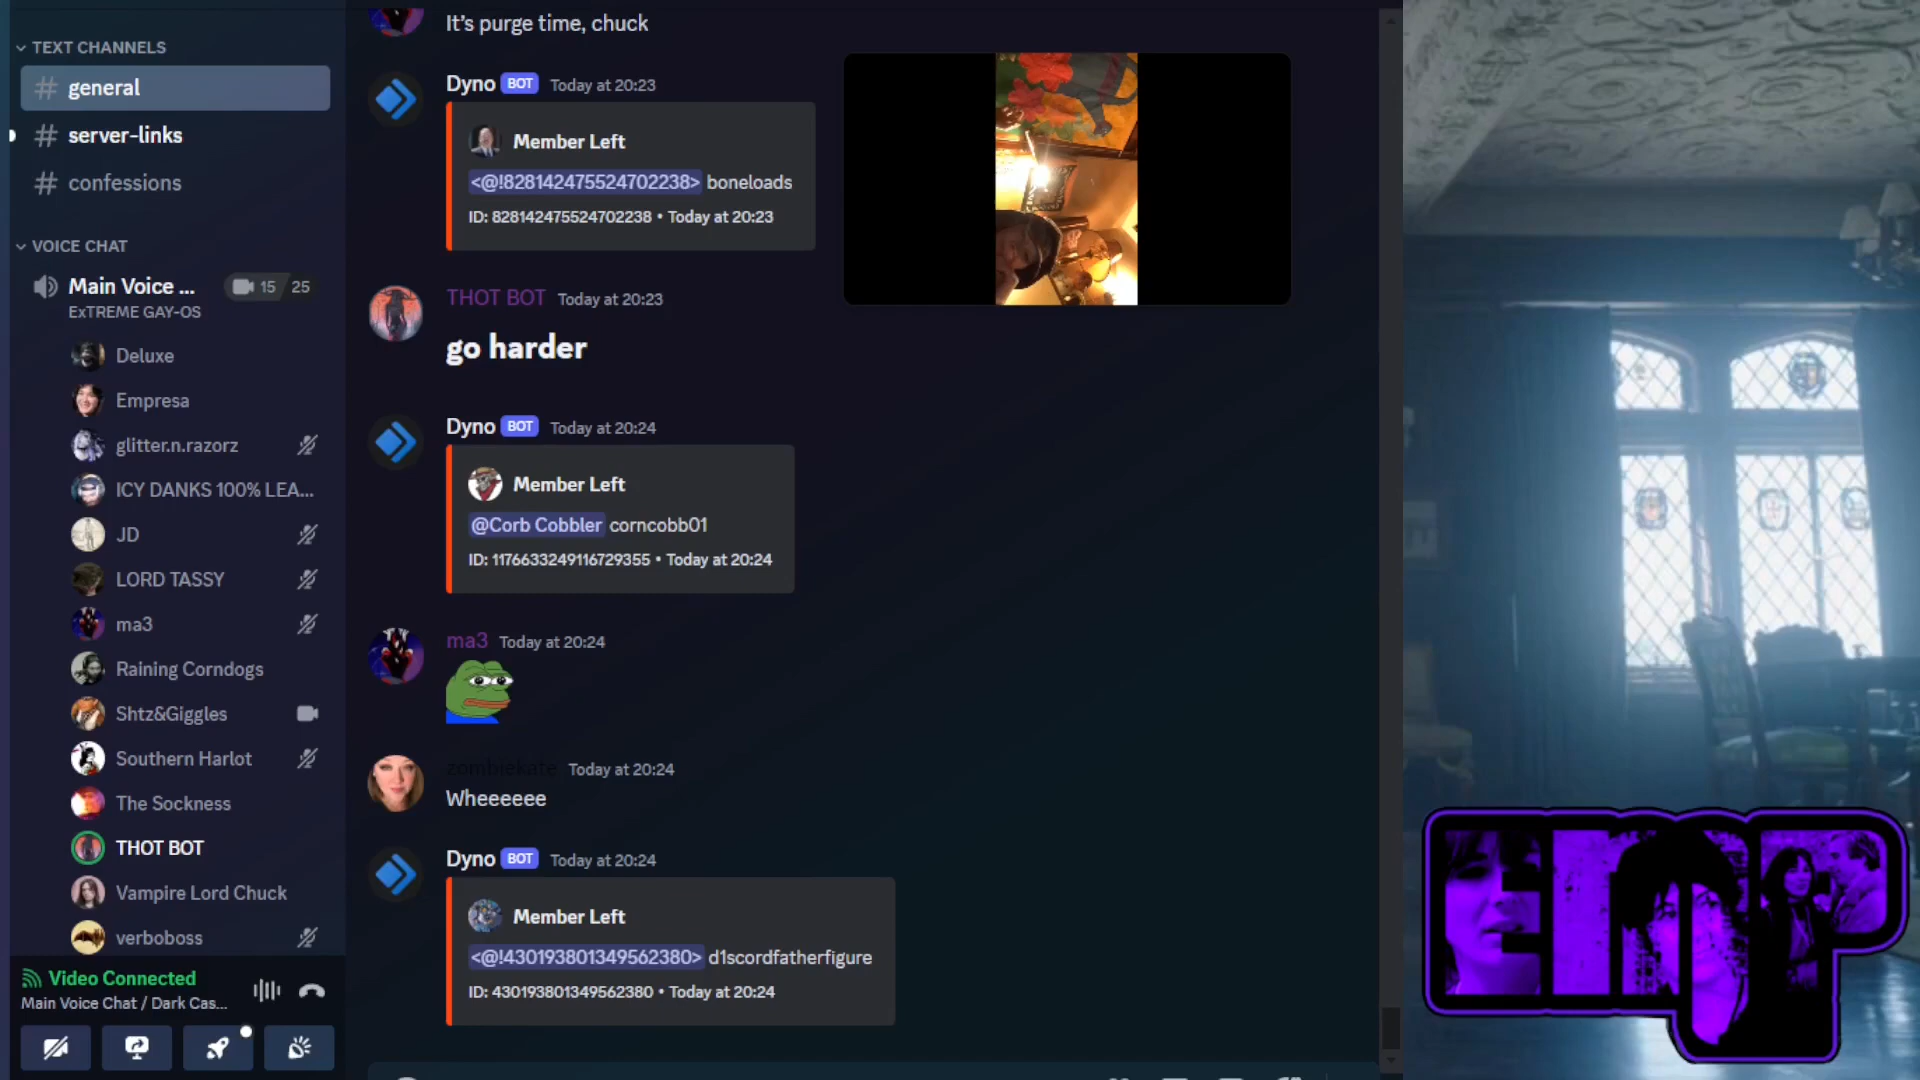 TEXT CHANNELS
general
server-links
confessions
VOICE CHAT
Main Voice ...
15 25
ExTREME GAY-OS
Deluxe
Empresa
glitter.n.razorz
ICY DANKS 100% LEA...
JD
LORD TASSY
ma3
Raining Corndogs
Shtz&Giggles
Southern Harlot
The Sockness
THOT BOT
Vampire Lord Chuck
verboboss
Video Connected
Main Voice Chat / Dark Cas...
It's purge time, chuck
Dyno BOT Today at 20:23
Member Left
<@!828142475524702238> boneloads
ID: 828142475524702238 • Today at 20:23
THOT BOT Today at 20:23
go harder
Dyno BOT Today at 20:24
Member Left
@Corb Cobbler corncobb01
ID: 1176633249116729355 • Today at 20:24
ma3 Today at 20:24
zombiekate Today at 20:24
Wheeeeee
Dyno BOT Today at 20:24
Member Left
<@!430193801349562380> d1scordfatherfigure
ID: 430193801349562380 • Today at 20:24
EMP